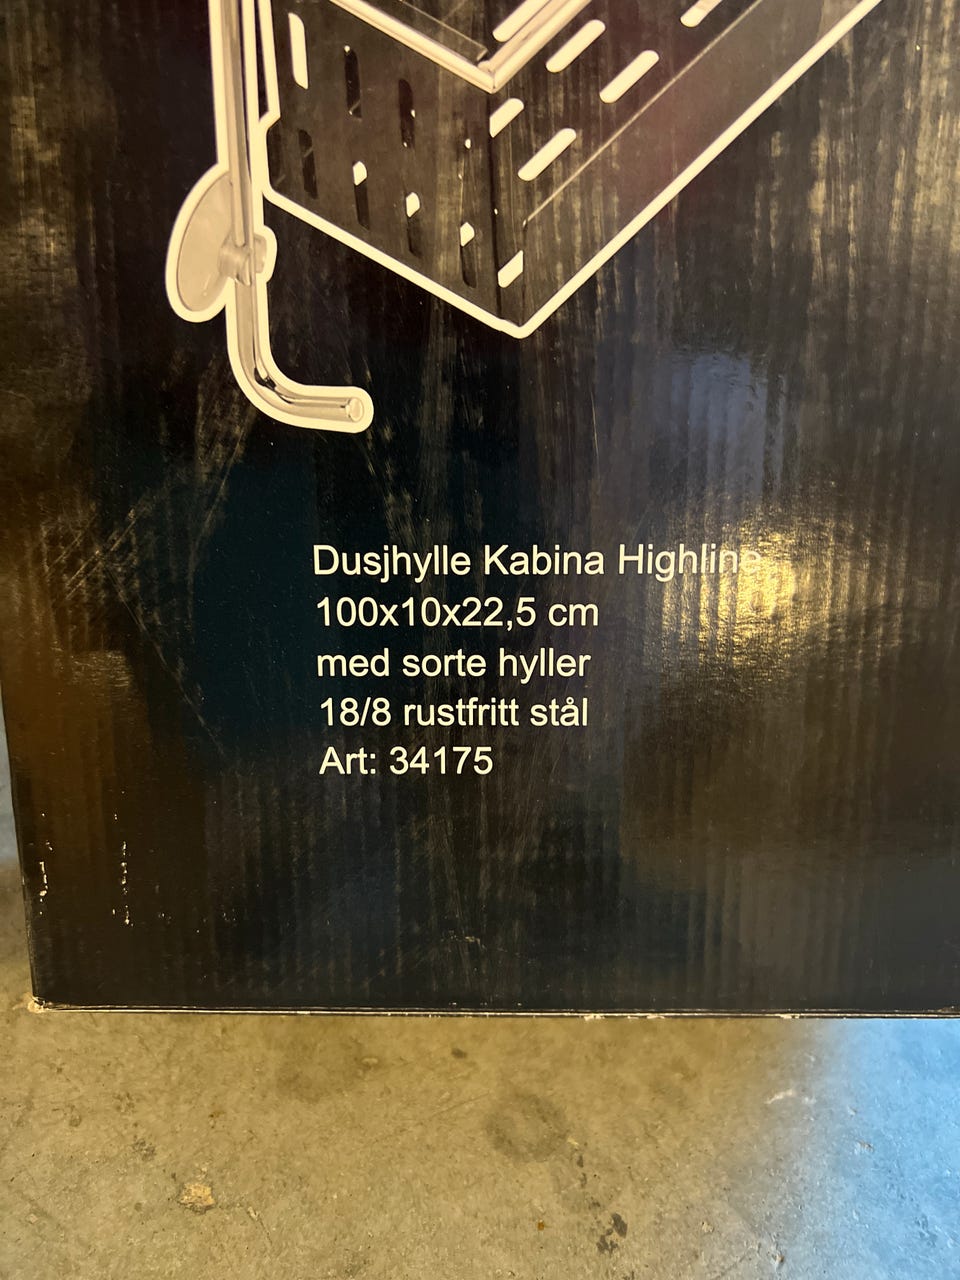 Dusjhylle Kabina Highline
100x10x22,5 cm
med sorte hyller
18/8 rustfritt stål
Art: 34175